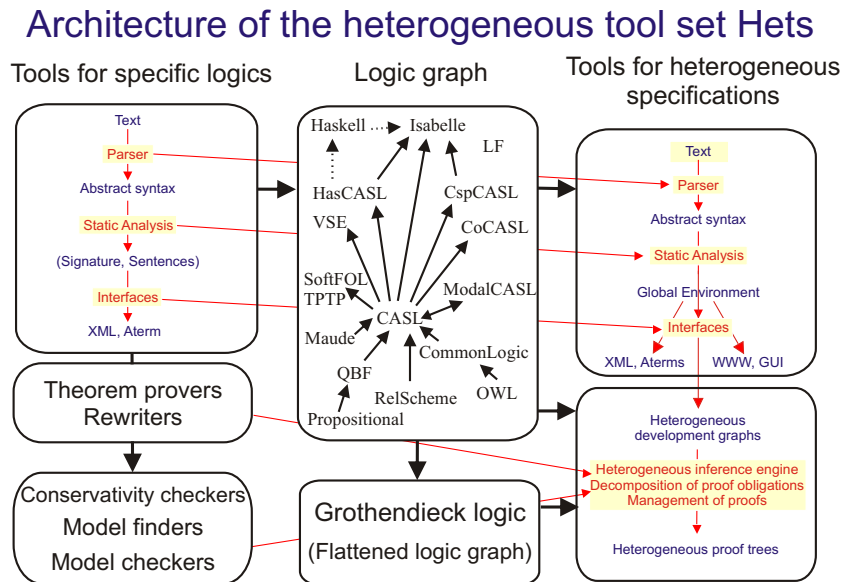 Architecture of the heterogeneous tool set Hets
Tools for specific logics
Logic graph
Tools for heterogeneous
specifications
Text
Parser
Abstract syntax
Static Analysis
(Signature, Sentences)
Interfaces
XML, Aterm
Theorem provers
Rewriters
Conservativity checkers
Model finders
Model checkers
Haskell
Isabelle
LF
HasCASL
CspCASL
VSE
CoCASL
SoftFOL
TPTP
ModalCASL
CASL
Maude
CommonLogic
QBF
OWL
RelScheme
Propositional
Grothendieck logic
(Flattened logic graph)
Text
Parser
Abstract syntax
Static Analysis
Global Environment
Interfaces
XML, Aterms
WWW, GUI
Heterogeneous
development graphs
Heterogeneous inference engine
Decomposition of proof obligations
Management of proofs
Heterogeneous proof trees